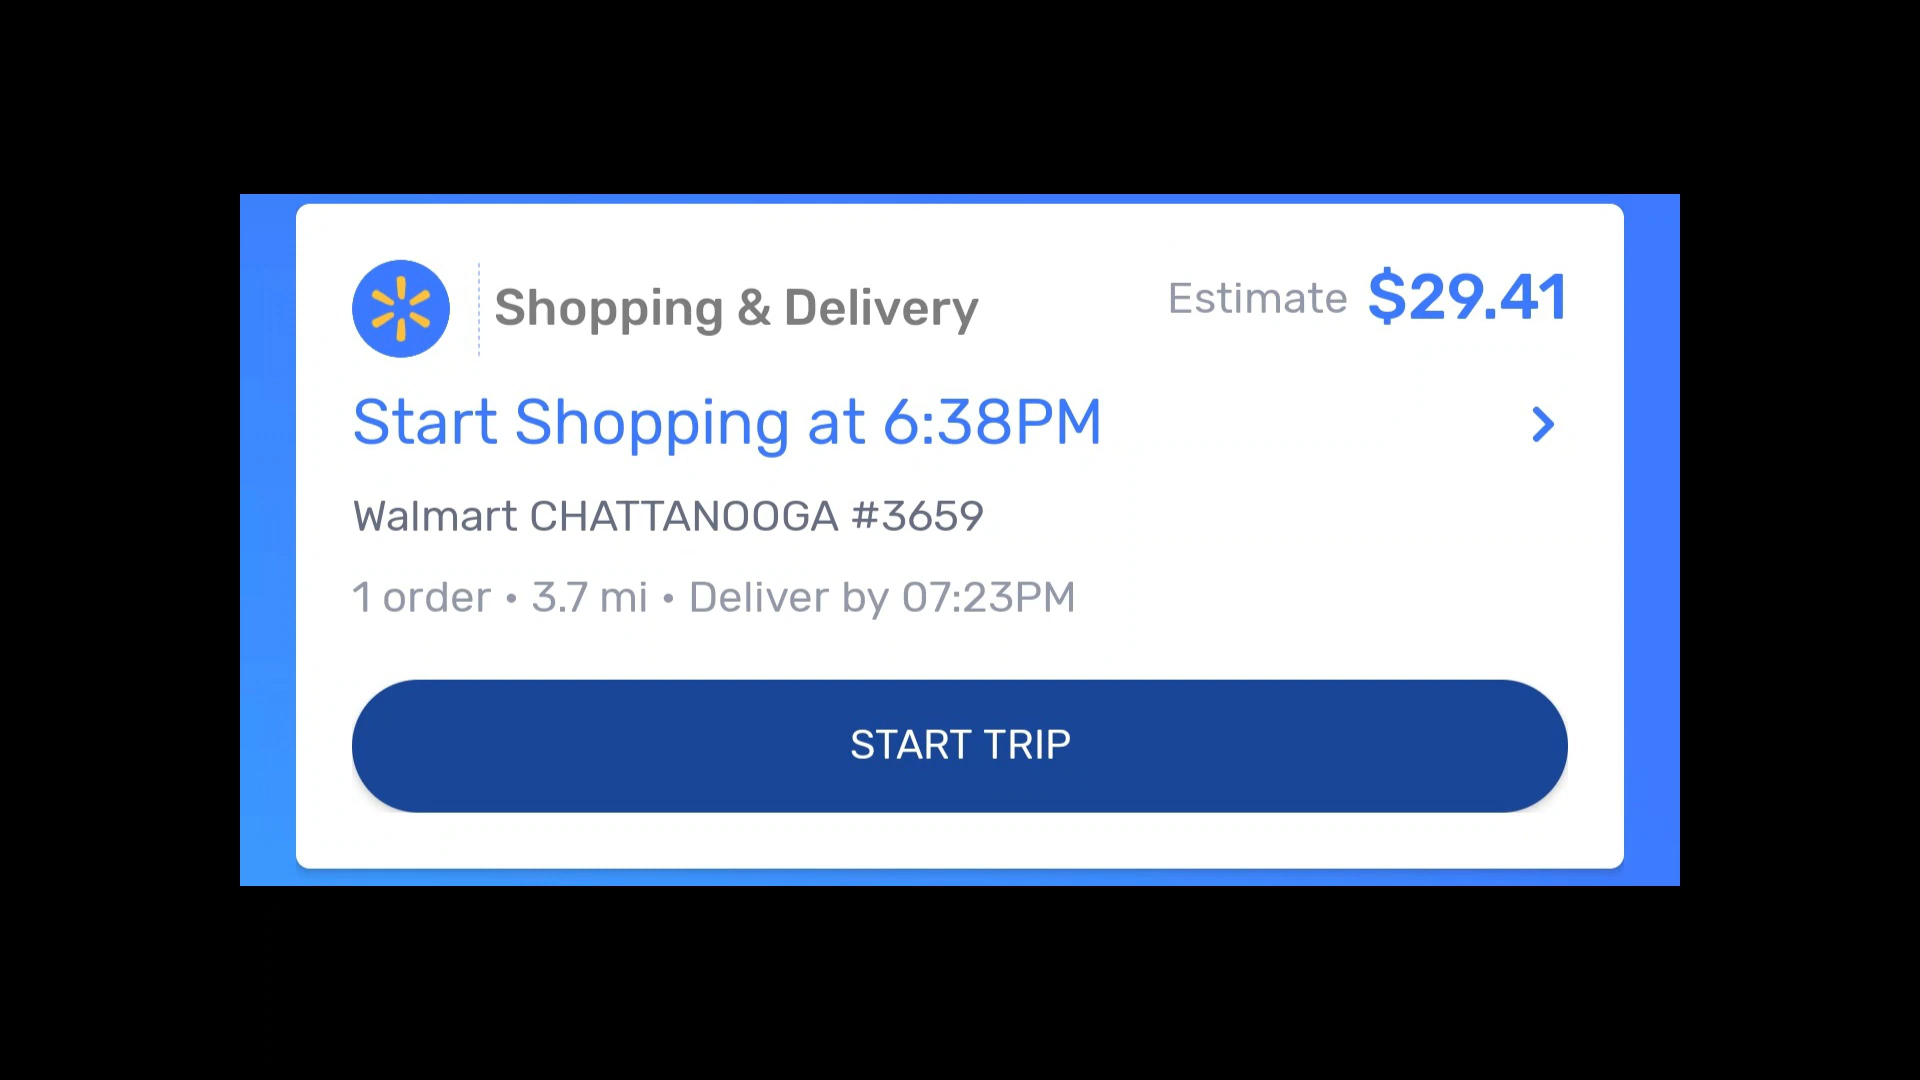 Shopping & Delivery
Estimate $29.41
Start Shopping at 6:38PM
Walmart CHATTANOOGA #3659
1 order • 3.7 mi • Deliver by 07:23PM
START TRIP